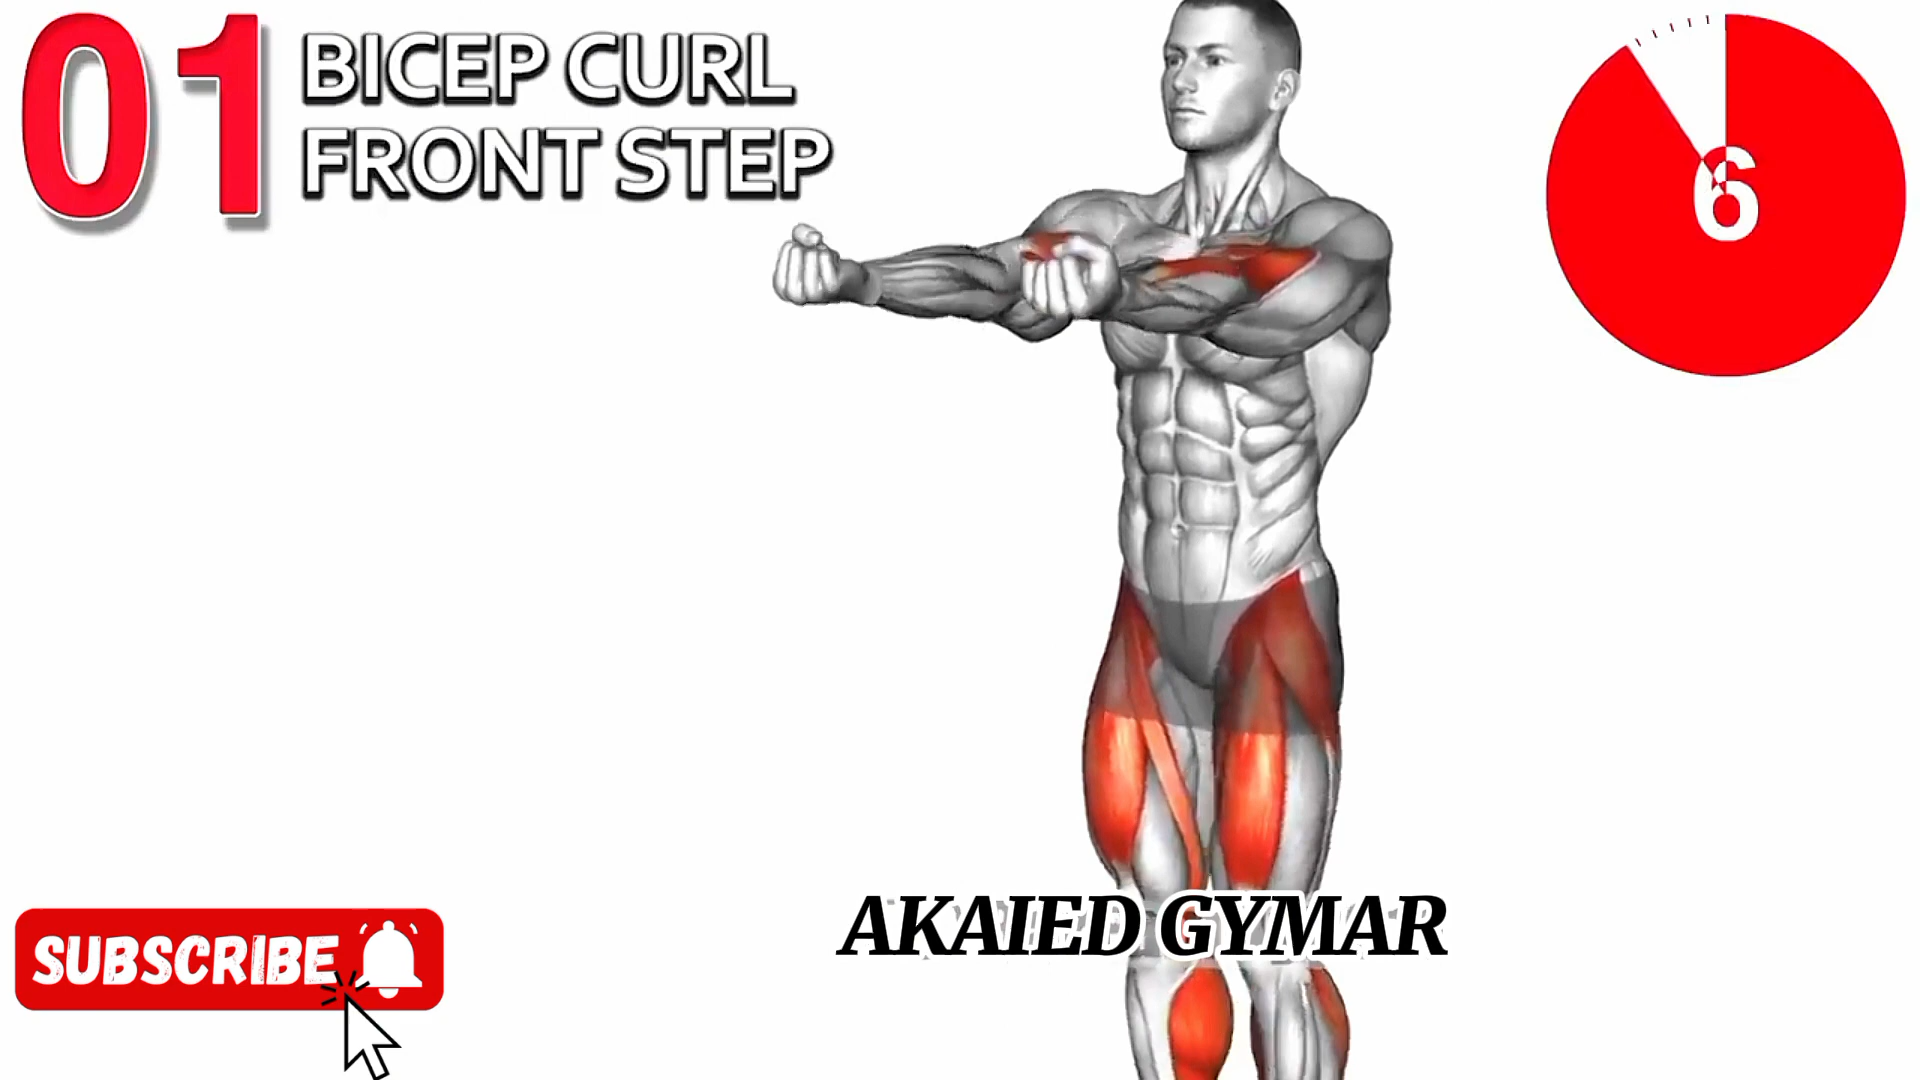 01
BICEP CURL
FRONT STEP
6
AKAIED GYMAR
SUBSCRIBE